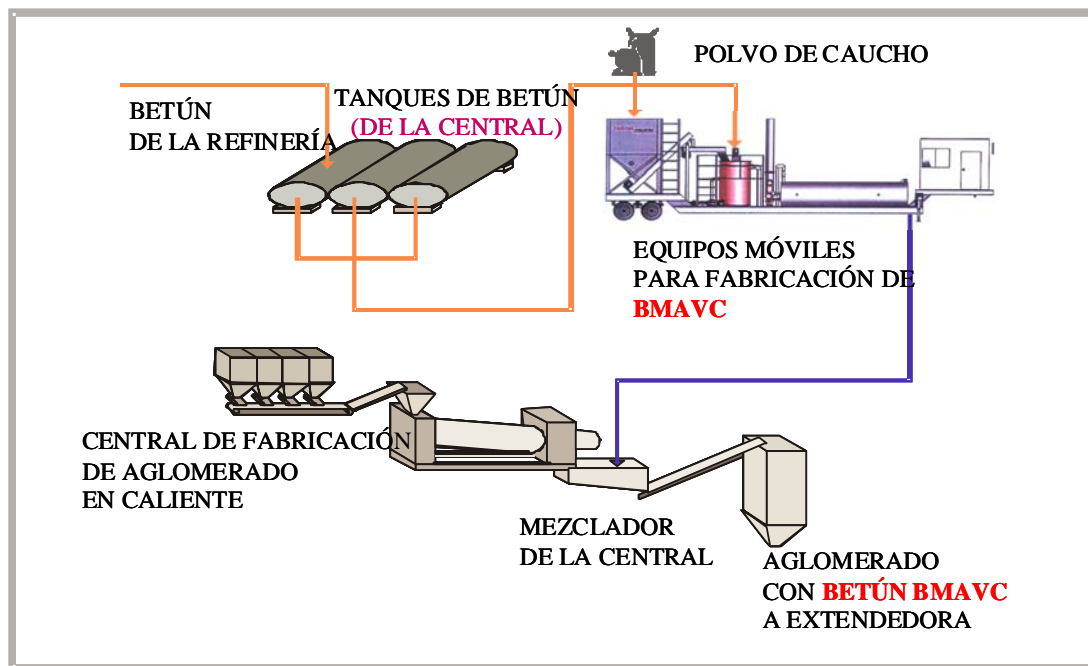 POLVO DE CAUCHO
BETÚN
DE LA REFINERÍA
TANQUES DE BETÚN
(DE LA CENTRAL)
EQUIPOS MÓVILES
PARA FABRICACIÓN DE
BMAVC
CENTRAL DE FABRICACIÓN
DE AGLOMERADO
EN CALIENTE
MEZCLADOR
DE LA CENTRAL
AGLOMERADO
CON BETÚN BMAVC
A EXTENDEDORA